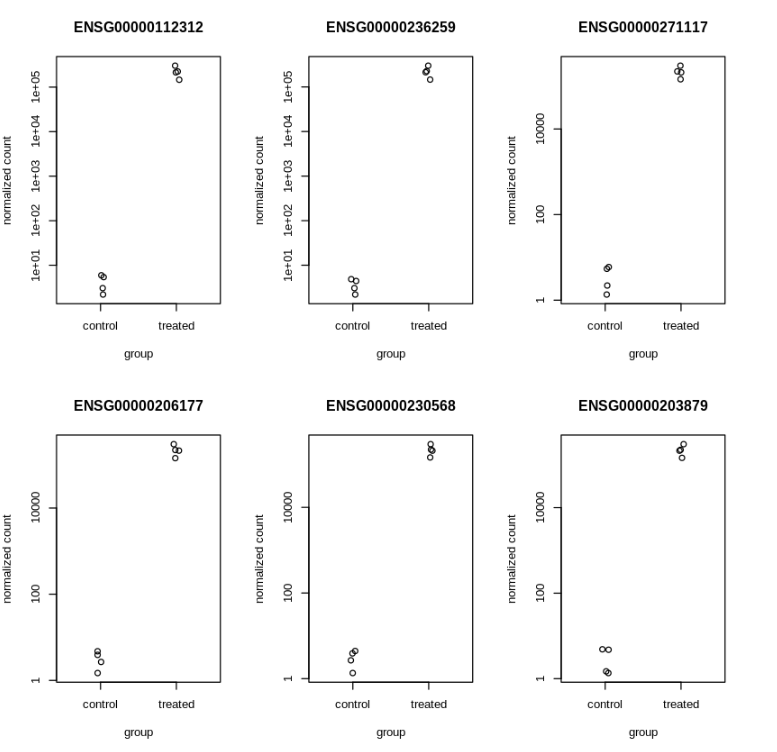 ENSG00000112312
normalized count
1e+05
1e+04
1e+03
1e+02
1e+01
control treated
group
ENSG00000236259
normalized count
1e+05
1e+04
1e+03
1e+02
1e+01
control treated
group
ENSG00000271117
normalized count
10000
100
1
control treated
group
ENSG00000206177
normalized count
10000
100
1
control treated
group
ENSG00000230568
normalized count
10000
100
1
control treated
group
ENSG00000203879
normalized count
10000
100
1
control treated
group